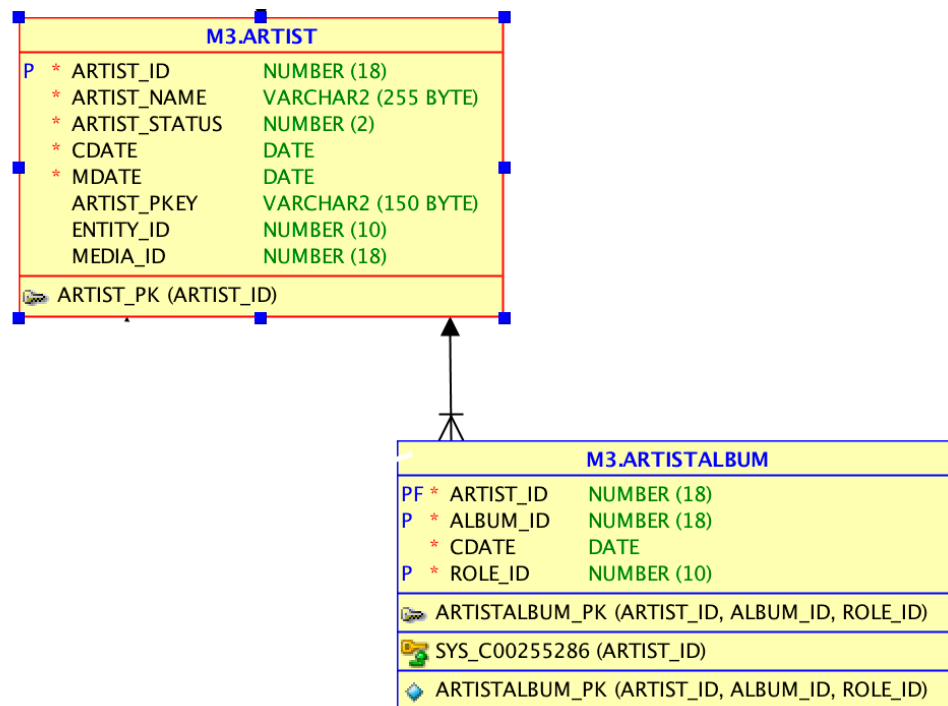 M3.ARTIST
P * ARTIST_ID NUMBER (18)
* ARTIST_NAME VARCHAR2 (255 BYTE)
* ARTIST_STATUS NUMBER (2)
* CDATE DATE
* MDATE DATE
ARTIST_PKEY VARCHAR2 (150 BYTE)
ENTITY_ID NUMBER (10)
MEDIA_ID NUMBER (18)
ARTIST_PK (ARTIST_ID)
M3.ARTISTALBUM
PF * ARTIST_ID NUMBER (18)
P * ALBUM_ID NUMBER (18)
* CDATE DATE
P * ROLE_ID NUMBER (10)
ARTISTALBUM_PK (ARTIST_ID, ALBUM_ID, ROLE_ID)
SYS_C00255286 (ARTIST_ID)
ARTISTALBUM_PK (ARTIST_ID, ALBUM_ID, ROLE_ID)